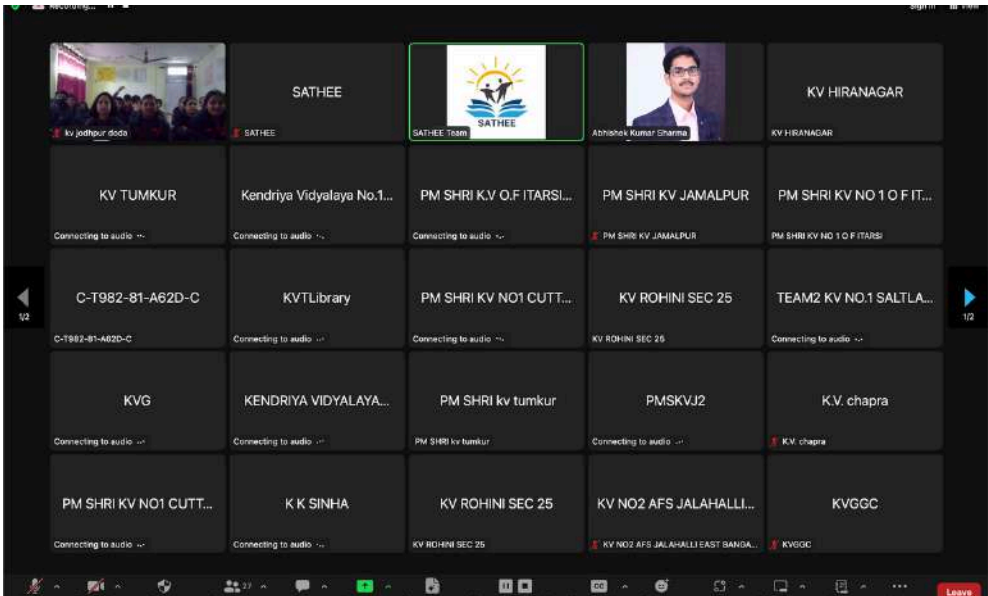 Recording...
Sign in View
kv jodhpur doda
SATHEE
SATHEE
SATHEE
SATHEE Team
Abhishek Kumar Sharma
KV HIRANAGAR
KV HIRANAGAR
KV TUMKUR
Connecting to audio
Kendriya Vidyalaya No.1...
Connecting to audio
PM SHRI K.V O.F ITARSI...
Connecting to audio
PM SHRI KV JAMALPUR
PM SHRI KV JAMALPUR
PM SHRI KV NO 1 O F IT...
PM SHRI KV NO 1 O F ITARSI
1/2
C-T982-81-A62D-C
C-T982-81-A62D-C
KVTLibrary
Connecting to audio
PM SHRI KV NO1 CUTT...
Connecting to audio
KV ROHINI SEC 25
KV ROHINI SEC 25
TEAM2 KV NO.1 SALTLA...
Connecting to audio
1/2
KVG
Connecting to audio
KENDRIYA VIDYALAYA...
Connecting to audio
PM SHRI kv tumkur
PM SHRI kv tumkur
PMSKVJ2
Connecting to audio
K.V. chapra
K.V. chapra
PM SHRI KV NO1 CUTT...
Connecting to audio
K K SINHA
Connecting to audio
KV ROHINI SEC 25
KV ROHINI SEC 25
KV NO2 AFS JALAHALLI...
KV NO2 AFS JALAHALLI EAST BANGA...
KVGGC
KVGGC
27
CC
Leave